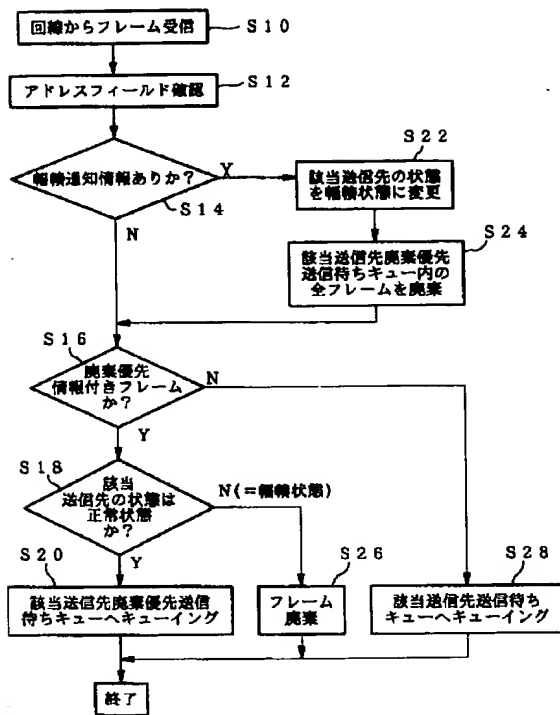 回線からフレーム受信
S10
アドレスフィールド確認
S12
輻輳通知情報ありか?
Y
S14
N
S22
該当送信先の状態
を輻輳状態に変更
S24
該当送信先廃棄優先
送信待ちキュー内の
全フレームを廃棄
S16
廃棄優先
情報付きフレーム
か?
N
Y
S18
該当
送信先の状態は
正常状態
か?
N(=輻輳状態)
Y
S20
該当送信先廃棄優先送信
待ちキューへキューイング
S26
フレーム
廃棄
S28
該当送信先送信待ち
キューへキューイング
終了